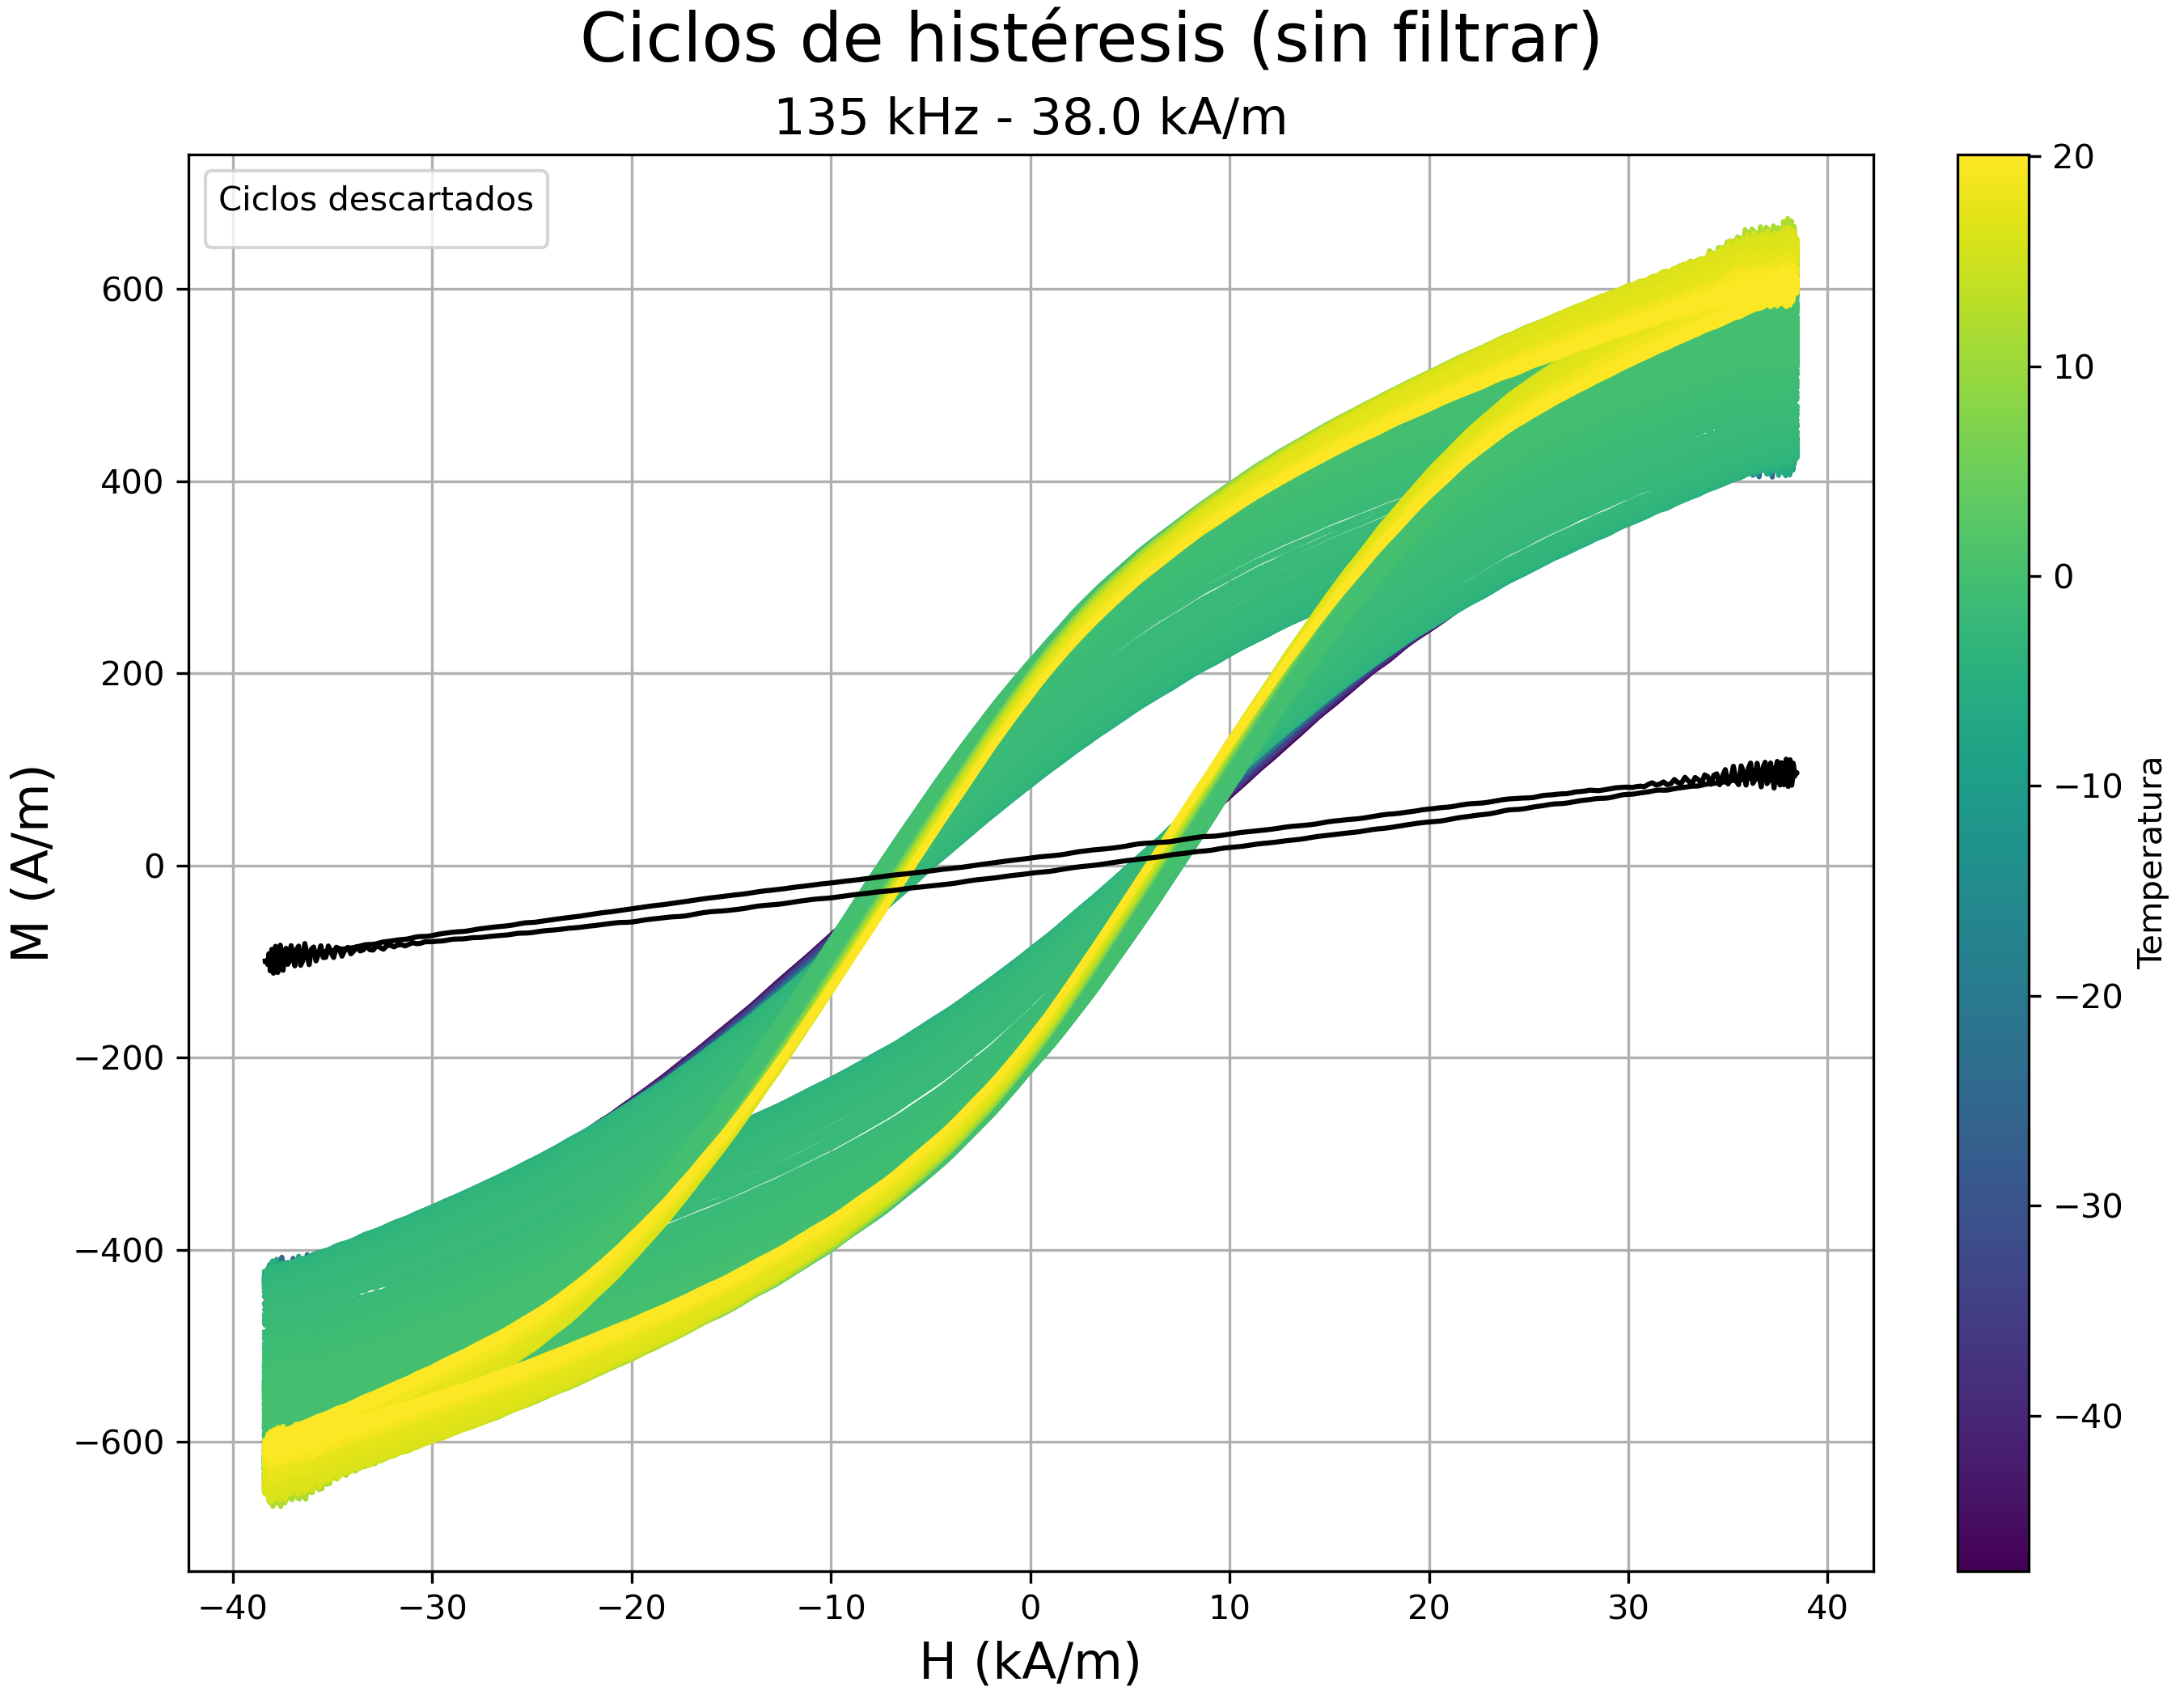 Ciclos de histéresis (sin filtrar)
135 kHz - 38.0 kA/m
Ciclos descartados
M (A/m)
600
400
200
0
−200
−400
−600
−40 −30 −20 −10 0 10 20 30 40
H (kA/m)
20
10
0
−10
−20
−30
−40
Temperatura